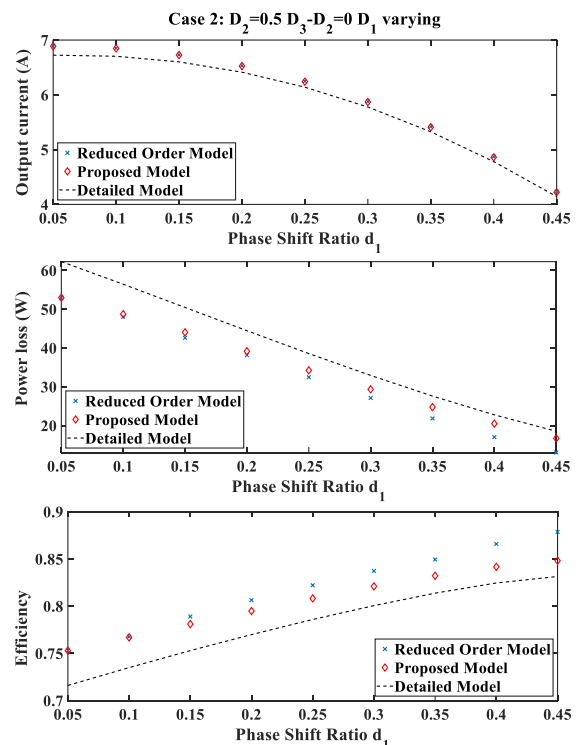 Case 2: D2=0.5 D3-D2=0 D1 varying
Output current (A)
7
6
5
4
Reduced Order Model
Proposed Model
Detailed Model
0.05 0.1 0.15 0.2 0.25 0.3 0.35 0.4 0.45
Phase Shift Ratio d1
Power loss (W)
60
50
40
30
20
Reduced Order Model
Proposed Model
Detailed Model
0.05 0.1 0.15 0.2 0.25 0.3 0.35 0.4 0.45
Phase Shift Ratio d1
Efficiency
0.9
0.85
0.8
0.75
0.7
Reduced Order Model
Proposed Model
Detailed Model
0.05 0.1 0.15 0.2 0.25 0.3 0.35 0.4 0.45
Phase Shift Ratio d1